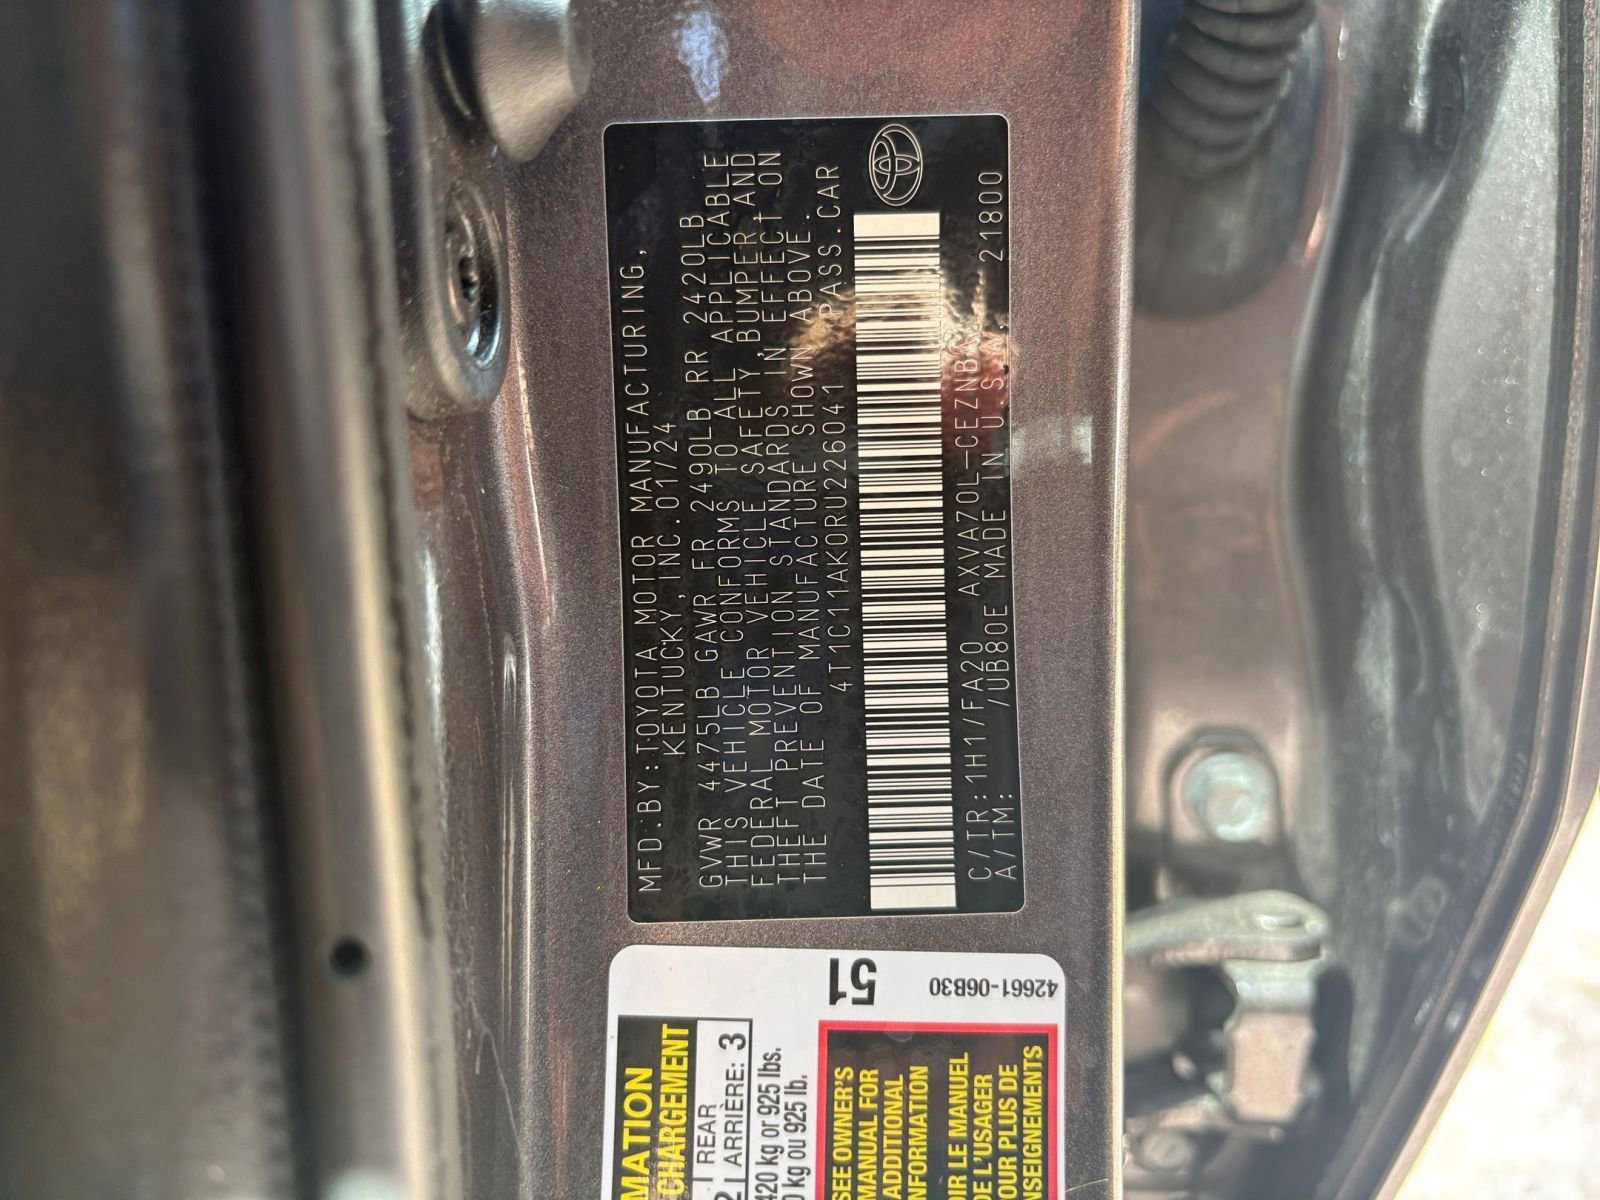 MFD.BY:TOYOTA MOTOR MANUFACTURING,
KENTUCKY,INC.01/24
GVWR 4475LB GAWR FR 2490LB RR 2420LB
THIS VEHICLE CONFORMS TO ALL APPLICABLE
FEDERAL MOTOR VEHICLE SAFETY,BUMPER,AND
THEFT PREVENTION STANDARDS IN EFFECT ON
THE DATE OF MANUFACTURE SHOWN ABOVE.
4T1C11AK0RU226041 PASS.CAR
C/TR:1H1/FA20 AXVA70L-CEZNB
A/TM: /UB80E MADE IN U.S 21800
51
42661-06B30
MATION
CHARGEMENT
2 | REAR
| ARRIÈRE: 3
420 kg or 925 lbs.
kg ou 925 lb.
SEE OWNER'S
MANUAL FOR
ADDITIONAL
INFORMATION
LE MANUEL
DE L'USAGER
POUR PLUS DE
RENSEIGNEMENTS